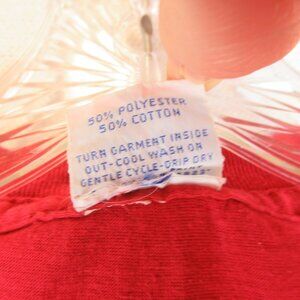 50% POLYESTER
50% COTTON
TURN GARMENT INSIDE
OUT-COOL WASH ON
GENTLE CYCLE-DRIP DRY